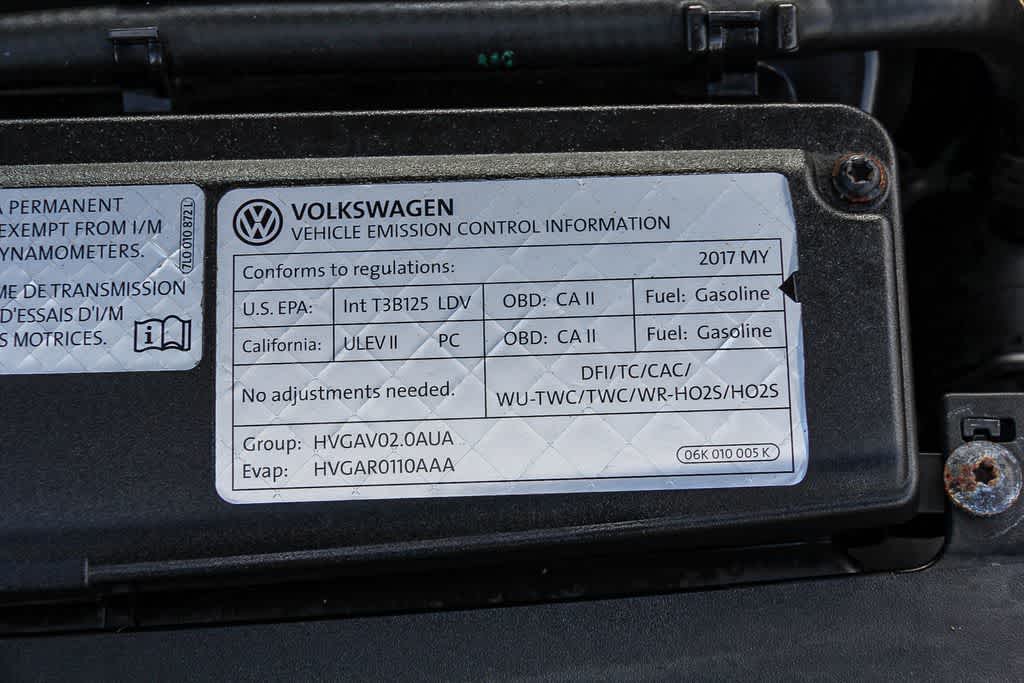 A PERMANENT
EXEMPT FROM I/M
DYNAMOMETERS.
ME DE TRANSMISSION
D'ESSAIS D'I/M
S MOTRICES.
7L0 010 872 L
i
VOLKSWAGEN
VEHICLE EMISSION CONTROL INFORMATION
Conforms to regulations: 2017 MY
U.S. EPA: Int T3B125 LDV OBD: CA II Fuel: Gasoline
California: ULEV II PC OBD: CA II Fuel: Gasoline
No adjustments needed.
DFI/TC/CAC/
WU-TWC/TWC/WR-HO2S/HO2S
Group: HVGAV02.0AUA
Evap: HVGAR0110AAA
06K 010 005 K